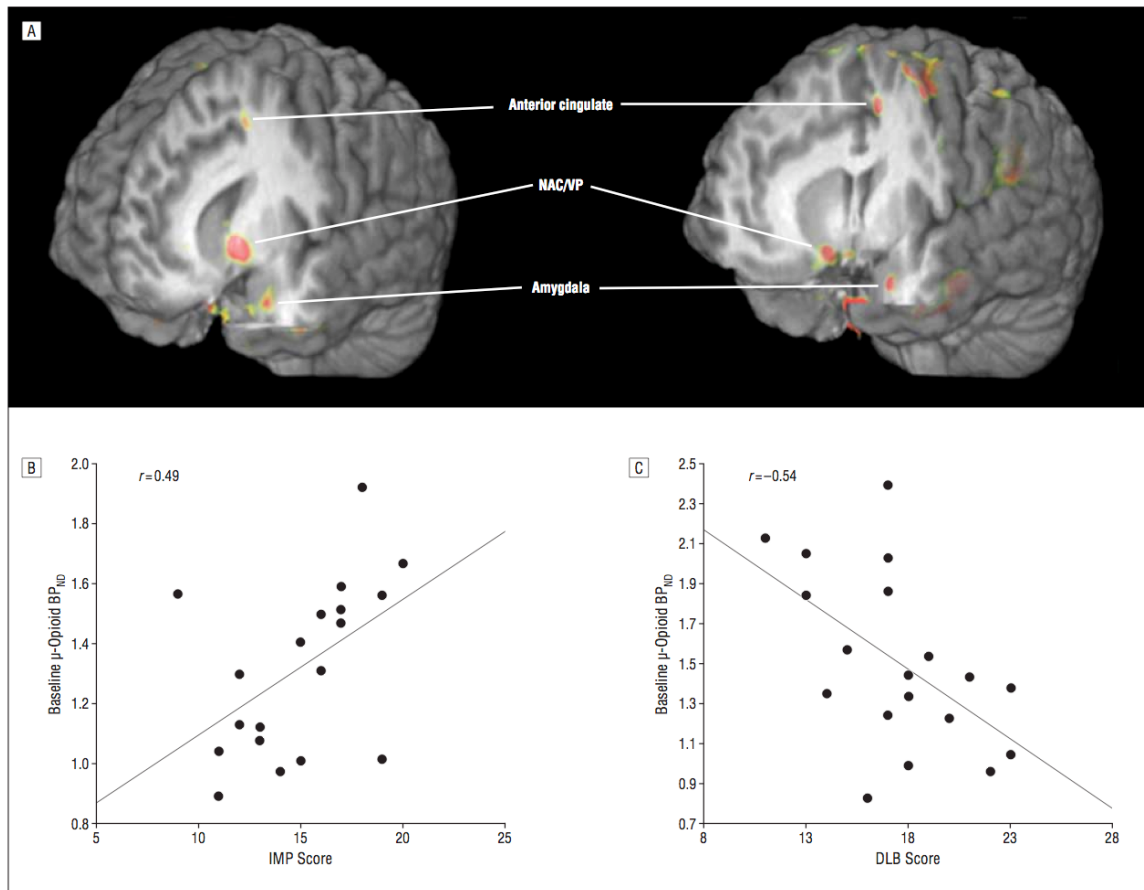 A
Anterior cingulate
NAC/VP
Amygdala
B
r=0.49
2.0
1.8
1.6
1.4
1.2
1.0
0.8
Baseline μ-Opioid BPND
5
10
15
20
25
IMP Score
C
r=−0.54
2.5
2.3
2.1
1.9
1.7
1.5
1.3
1.1
0.9
0.7
Baseline μ-Opioid BPND
8
13
18
23
28
DLB Score